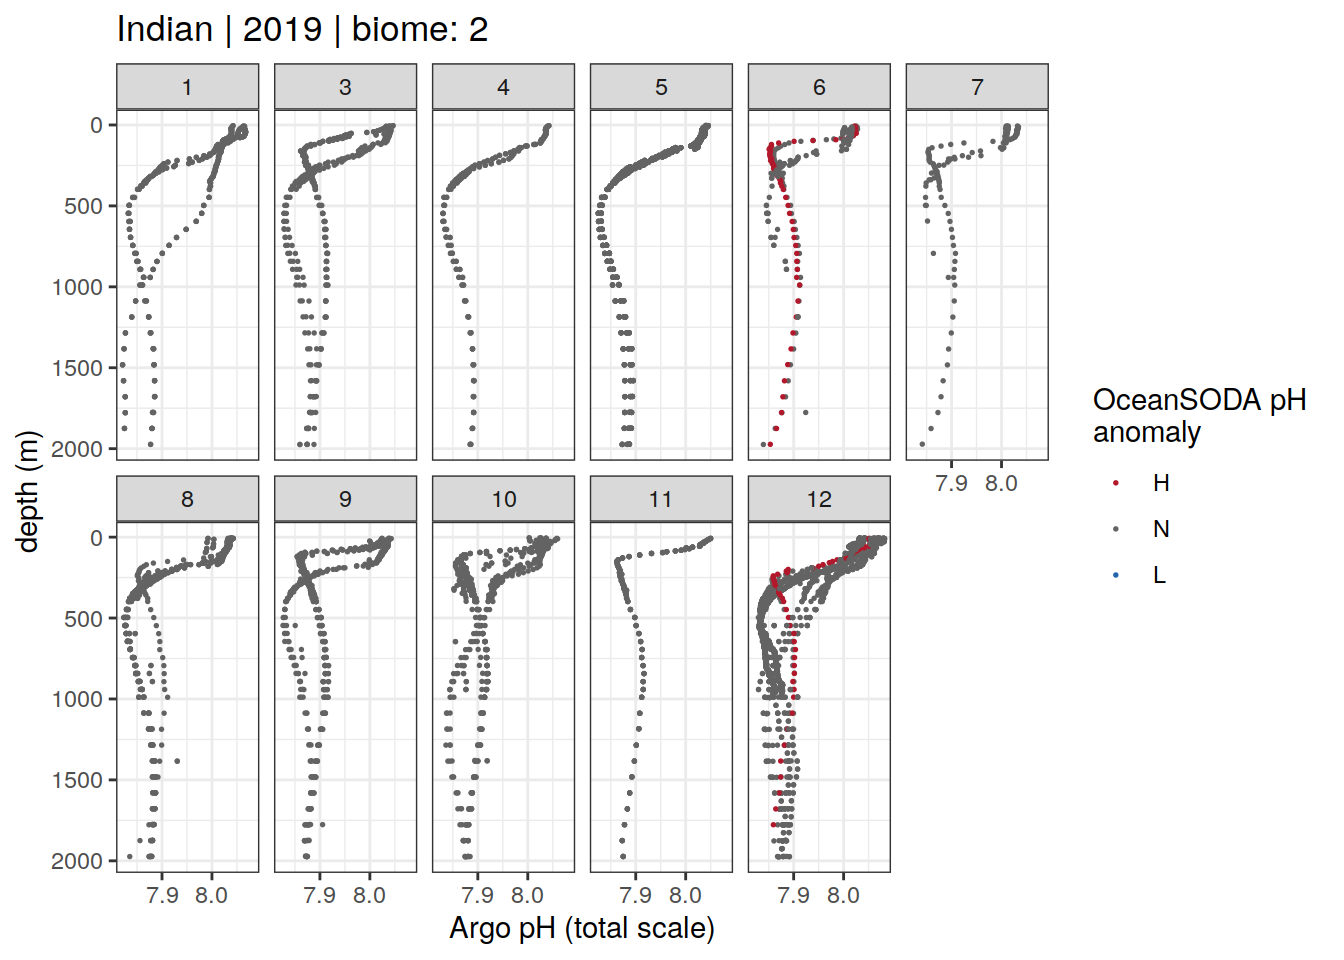 Indian | 2019 | biome: 2
1 3 4 5 6 7
0
500
1000
1500
2000
7.9 8.0
8 9 10 11 12
0
500
1000
1500
2000
7.9 8.0 7.9 8.0 7.9 8.0 7.9 8.0 7.9 8.0
Argo pH (total scale)
depth (m)
OceanSODA pH
anomaly
H
N
L